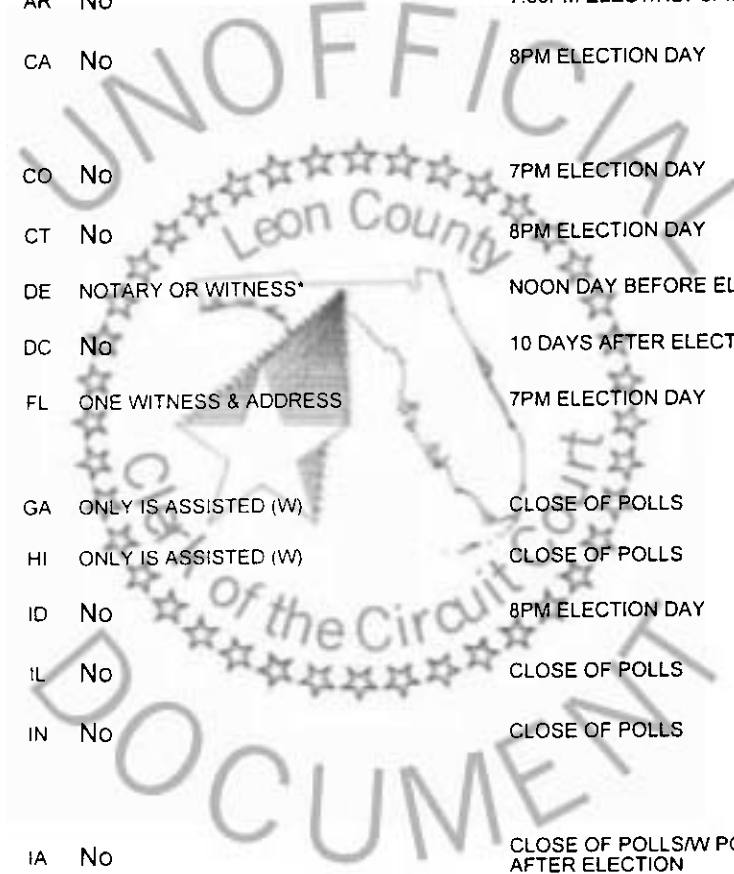 AR No
CA No 8PM ELECTION DAY
CO No 7PM ELECTION DAY
CT No 8PM ELECTION DAY
DE NOTARY OR WITNESS* NOON DAY BEFORE
DC No 10 DAYS AFTER
FL ONE WITNESS & ADDRESS 7PM ELECTION DAY
GA ONLY IS ASSISTED (W) CLOSE OF POLLS
HI ONLY IS ASSISTED (W) CLOSE OF POLLS
ID No 8PM ELECTION DAY
IL No CLOSE OF POLLS
IN No CLOSE OF POLLS
IA No CLOSE OF POLLS/W
AFTER ELECTION
UNOFFICIAL
Leon County
Clerk of the Circuit Court
DOCUMENT